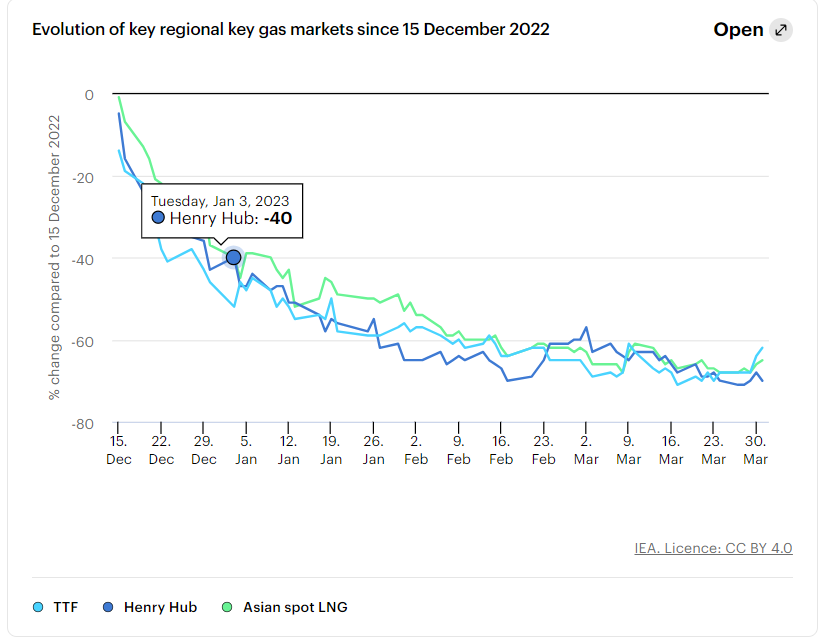 Evolution of key regional key gas markets since 15 December 2022
Open
% change compared to 15 December 2022
0
-20
-40
-60
-80
Tuesday, Jan 3, 2023
Henry Hub: -40
15. Dec
22. Dec
29. Dec
5. Jan
12. Jan
19. Jan
26. Jan
2. Feb
9. Feb
16. Feb
23. Feb
2. Mar
9. Mar
16. Mar
23. Mar
30. Mar
IEA. Licence: CC BY 4.0
TTF
Henry Hub
Asian spot LNG